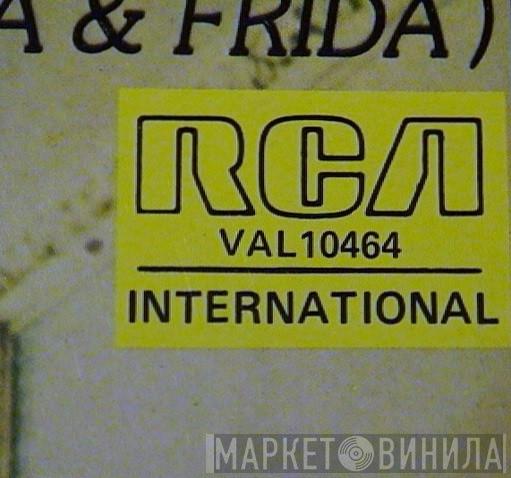 A & FRIDA)
RCA
VAL10464
INTERNATIONAL
МАРКЕТ ВИНИЛА